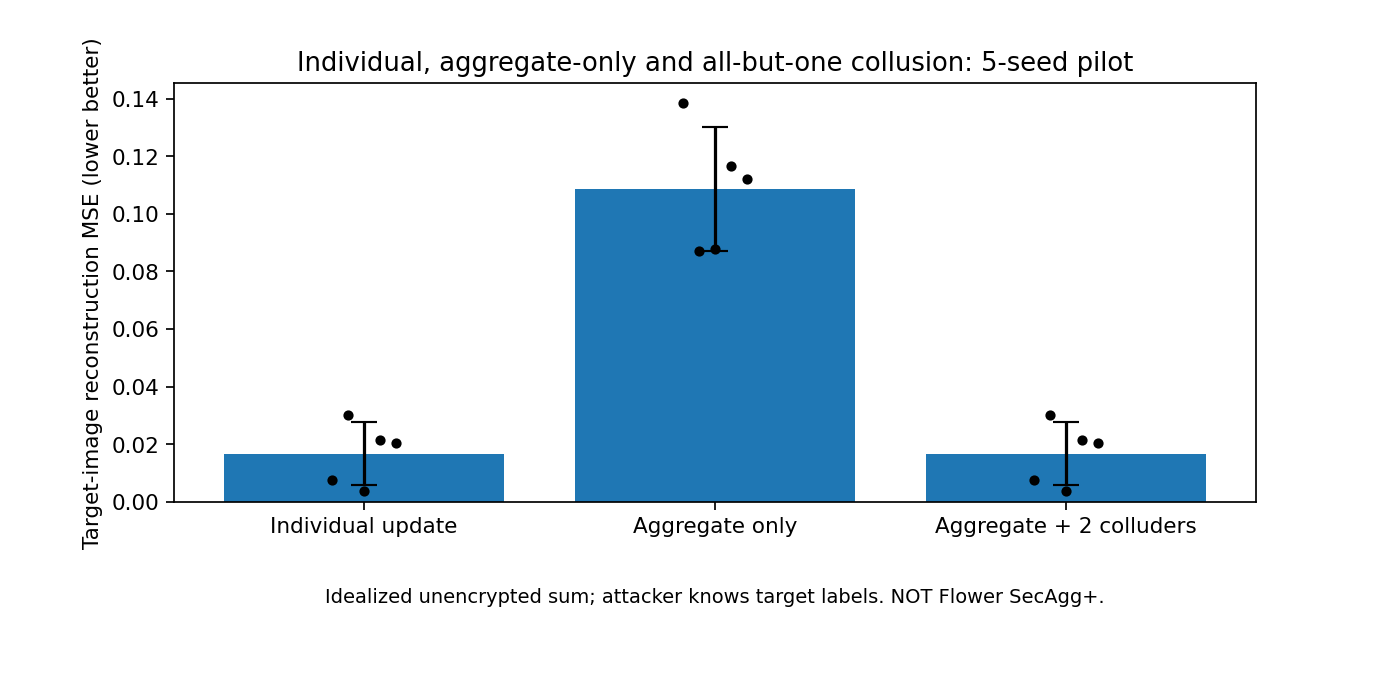 Individual, aggregate-only and all-but-one collusion: 5-seed pilot
Target-image reconstruction MSE (lower better)
0.14
0.12
0.10
0.08
0.06
0.04
0.02
0.00
Individual update
Aggregate only
Aggregate + 2 colluders
Idealized unencrypted sum; attacker knows target labels. NOT Flower SecAgg+.